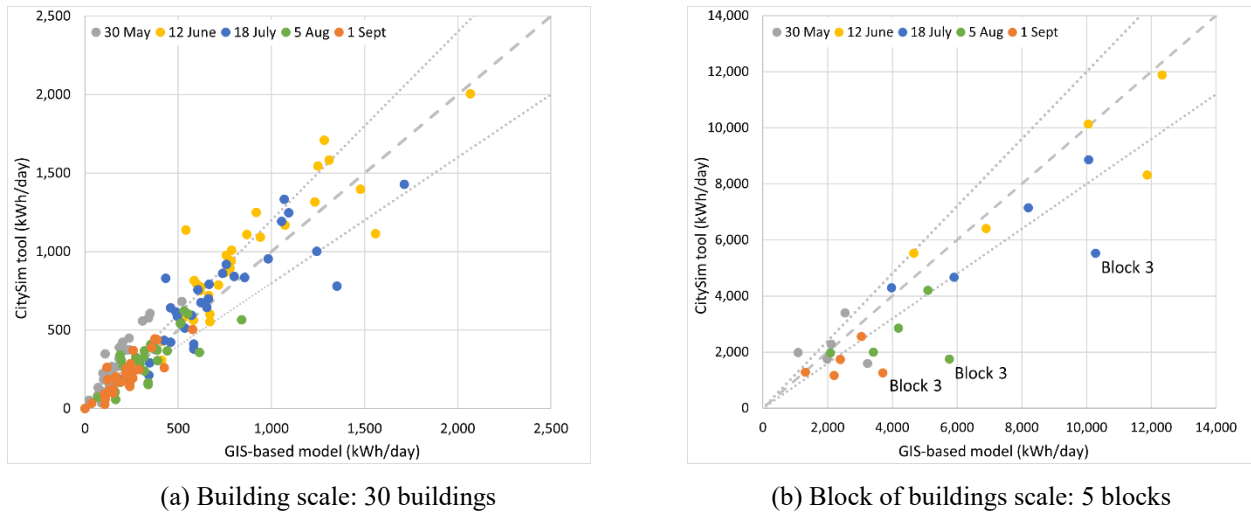 2,500
2,000
1,500
1,000
500
0
CitySim tool (kWh/day)
30 May 12 June 18 July 5 Aug 1 Sept
0 500 1,000 1,500 2,000 2,500
GIS-based model (kWh/day)
(a) Building scale: 30 buildings
14,000
12,000
10,000
8,000
6,000
4,000
2,000
0
CitySim tool (kWh/day)
30 May 12 June 18 July 5 Aug 1 Sept
Block 3
Block 3
Block 3
0 2,000 4,000 6,000 8,000 10,000 12,000 14,000
GIS-based model (kWh/day)
(b) Block of buildings scale: 5 blocks